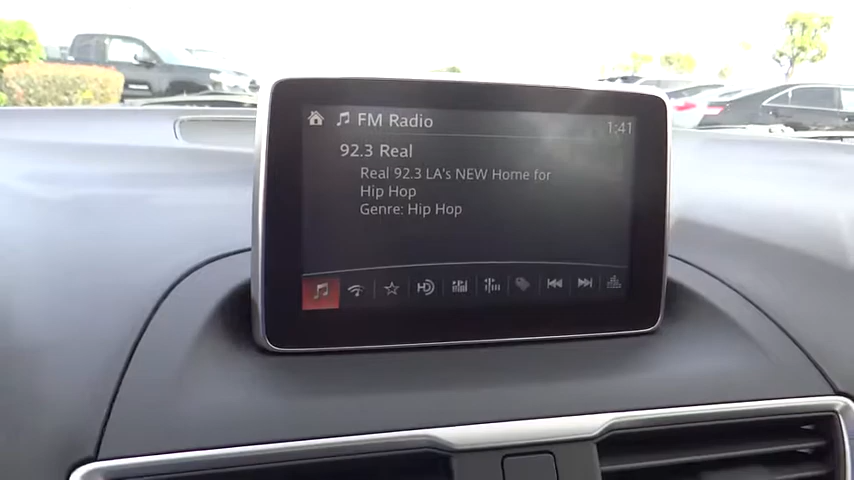 FM Radio
1:41
92.3 Real
Real 92.3 LA's NEW Home for
Hip Hop
Genre: Hip Hop
HD